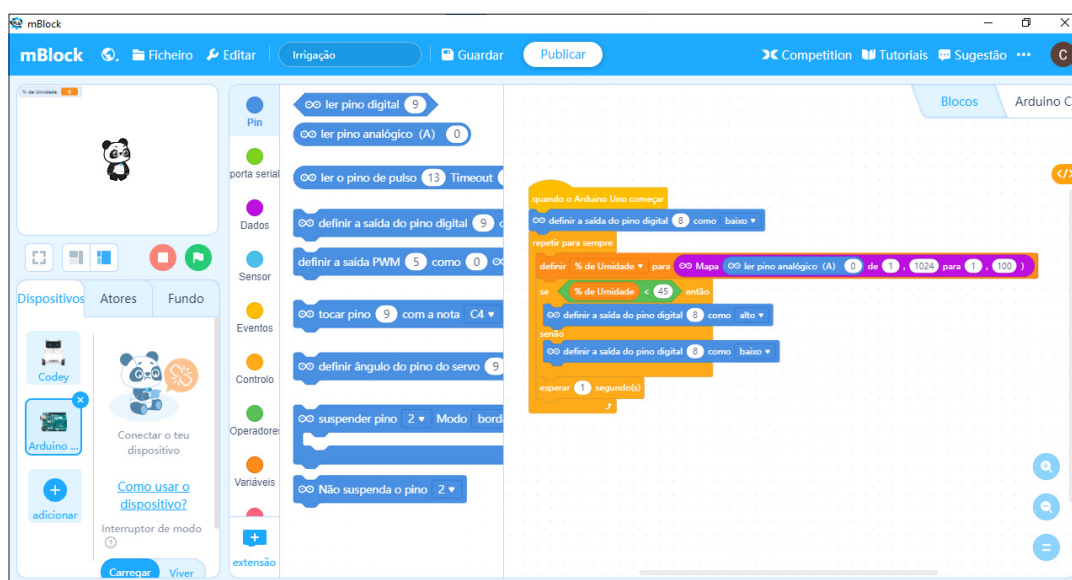 mBlock
mBlock Ficheiro Editar Irrigação Guardar Publicar Competition Tutoriais Sugestão ••• C
% de Umidade
Dispositivos Atores Fundo
Codey
Arduino ...
adicionar
Conectar o teu
dispositivo
Como usar o
dispositivo?
Interruptor de modo
?
Carregar Viver
Pin
porta serial
Dados
Sensor
Eventos
Controlo
Operadores
Variáveis
+
extensão
ler pino digital 9
ler pino analógico (A) 0
ler o pino de pulso 13 Timeout
definir a saída do pino digital 9
definir a saída PWM 5 como 0
tocar pino 9 com a nota C4
definir ângulo do pino do servo 9
suspender pino 2 Modo bord
Não suspenda o pino 2
Blocos Arduino C
</>
quando o Arduino Uno começar
definir a saída do pino digital 8 como baixo
repetir para sempre
definir % de Umidade para Mapa ler pino analógico (A) 0 de 1 , 1024 para 1 , 100 )
se % de Umidade < 45 então
definir a saída do pino digital 8 como alto
senão
definir a saída do pino digital 8 como baixo
esperar 1 segundo(s)